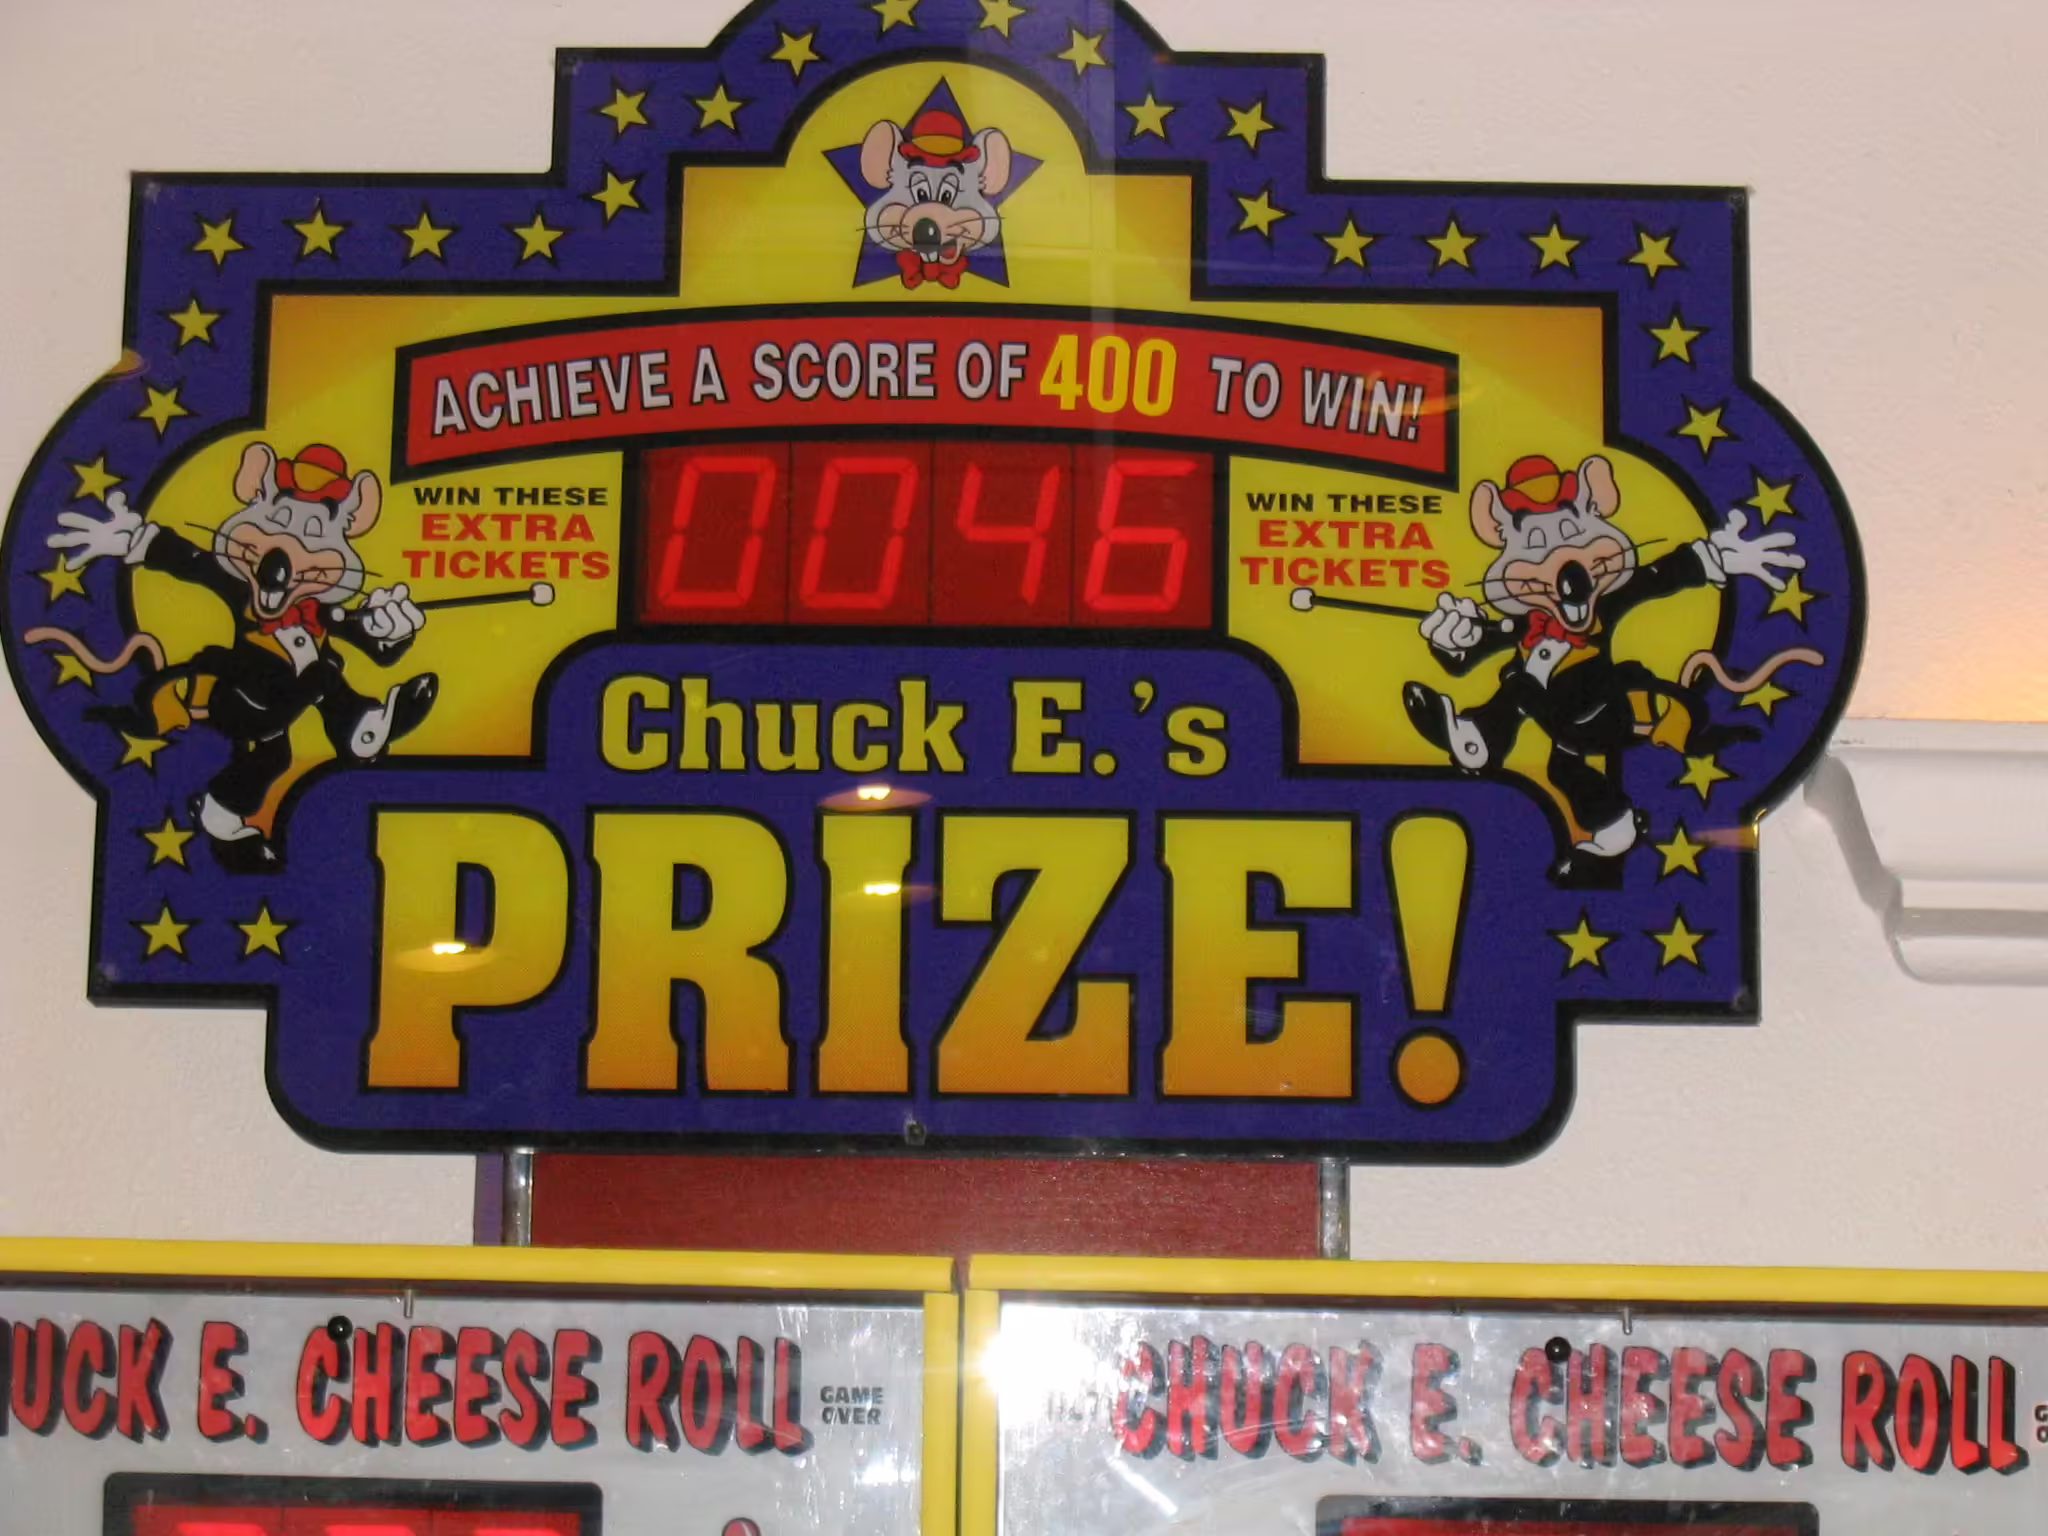 ACHIEVE A SCORE OF 400 TO WIN!
WIN THESE
EXTRA
TICKETS
0046
WIN THESE
EXTRA
TICKETS
Chuck E.'s
PRIZE!
UCK E. CHEESE ROLL
GAME
OVER
CHUCK E. CHEESE ROLL